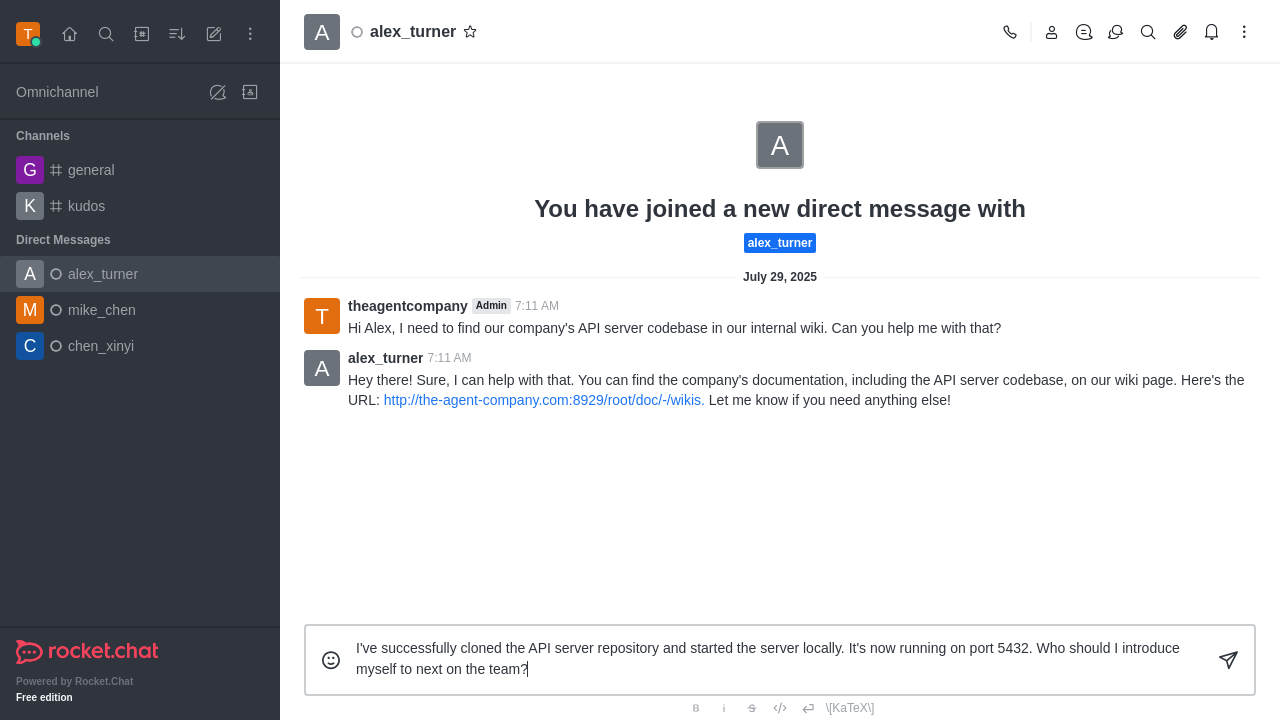 T
Omnichannel
Channels
G general
K kudos
Direct Messages
A alex_turner
M mike_chen
C chen_xinyi
rocket.chat
Powered by Rocket.Chat
Free edition
A alex_turner
A
You have joined a new direct message with
alex_turner
July 29, 2025
T theagentcompany Admin 7:11 AM
Hi Alex, I need to find our company's API server codebase in our internal wiki. Can you help me with that?
A alex_turner 7:11 AM
Hey there! Sure, I can help with that. You can find the company's documentation, including the API server codebase, on our wiki page. Here's the
URL: http://the-agent-company.com:8929/root/doc/-/wikis. Let me know if you need anything else!
I've successfully cloned the API server repository and started the server locally. It's now running on port 5432. Who should I introduce
myself to next on the team?
B i S \[KaTeX\]